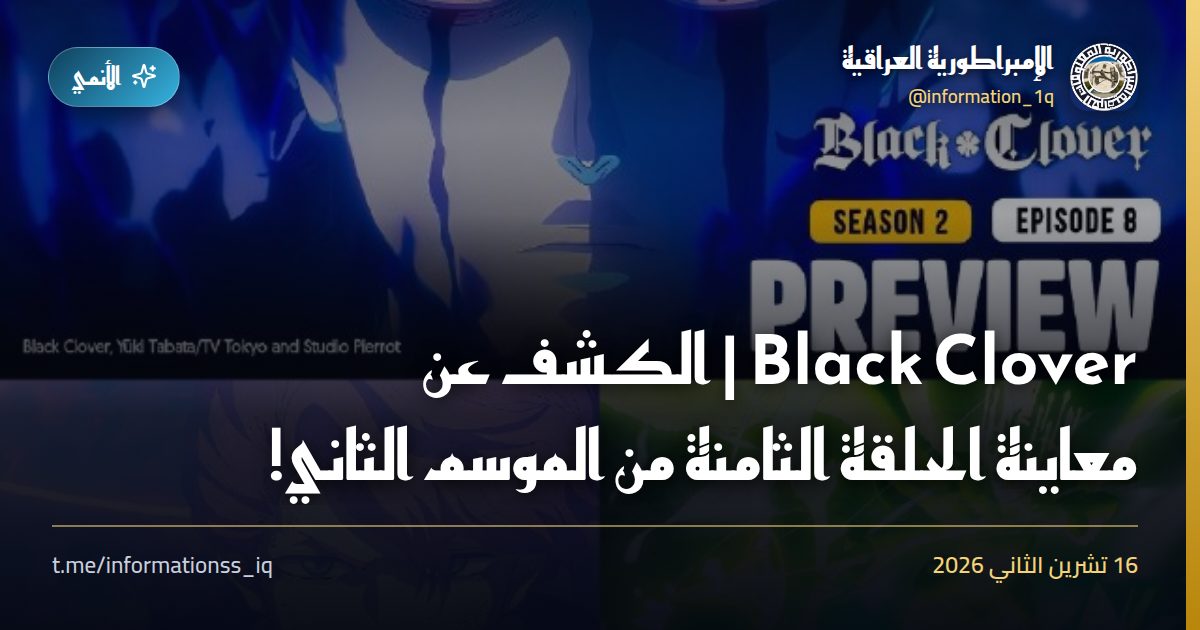 الأنمي
الإمبراطورية العراقية
@information_1q
Black Clover
SEASON 2
EPISODE 8
PREVIEW
Black Clover, Yūki Tabata/TV Tokyo and Studio Pierrot
Black Clover | الكشف عن
معاينة الحلقة الثامنة من الموسم الثاني!
t.me/informationss_iq
16 تشرين الثاني 2026